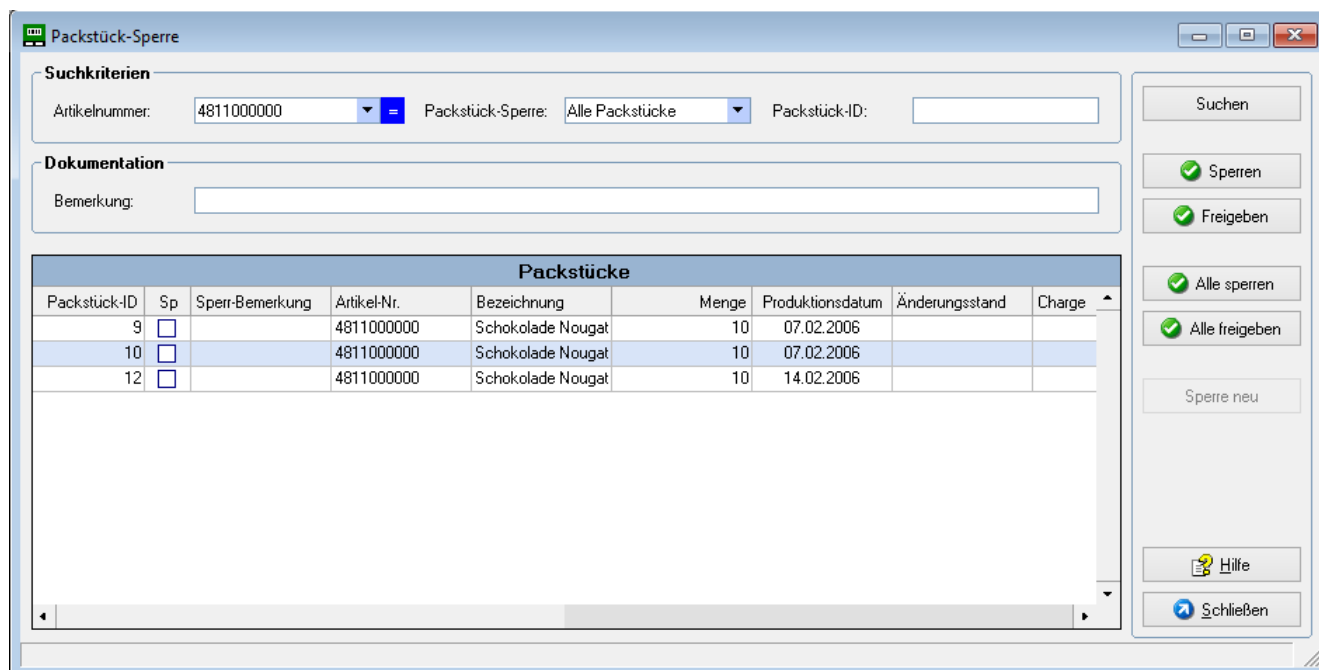 Packstück-Sperre
Suchkriterien
Artikelnummer: 4811000000 = Packstück-Sperre: Alle Packstücke Packstück-ID:
Suchen
Dokumentation
Bemerkung:
Sperren
Freigeben
Alle sperren
Alle freigeben
Sperre neu
Packstücke
Packstück-ID Sp Sperr-Bemerkung Artikel-Nr. Bezeichnung Menge Produktionsdatum Änderungsstand Charge
9 4811000000 Schokolade Nougat 10 07.02.2006
10 4811000000 Schokolade Nougat 10 07.02.2006
12 4811000000 Schokolade Nougat 10 14.02.2006
Hilfe
Schließen